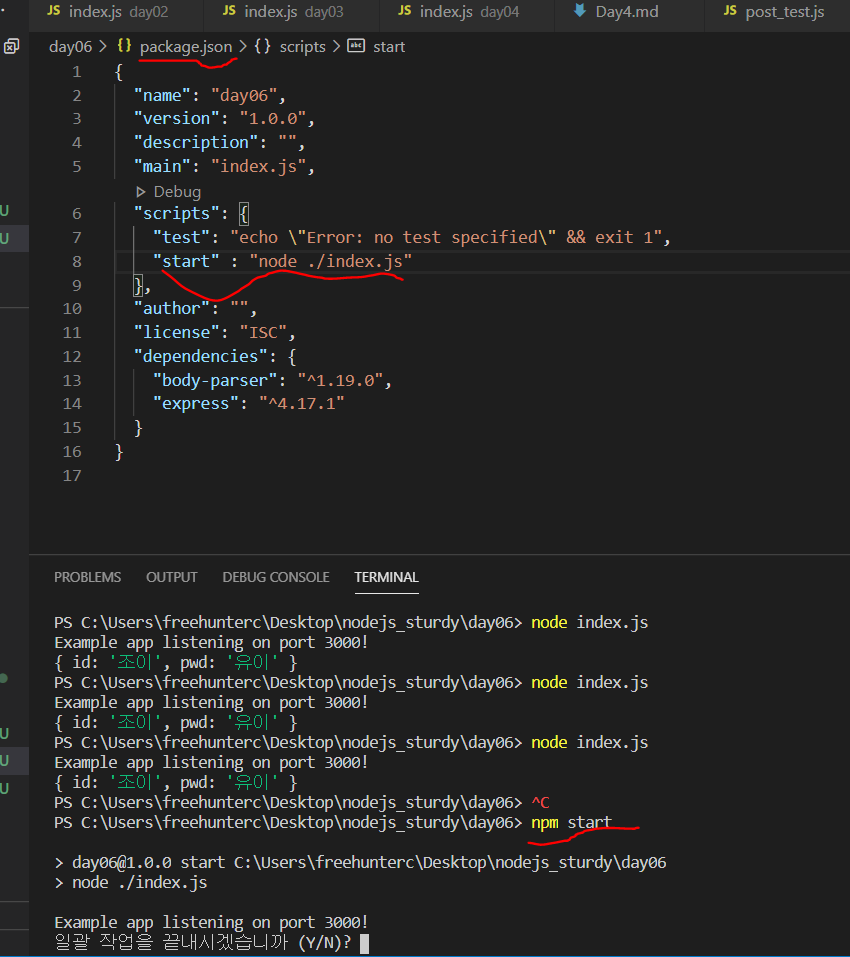 JS index.js day02 JS index.js day03 JS index.js day04 Day4.md JS post_test.js
day06 > {} package.json > {} scripts > abc start
1 {
2 "name": "day06",
3 "version": "1.0.0",
4 "description": "",
5 "main": "index.js",
Debug
6 "scripts": {
7 "test": "echo \"Error: no test specified\" && exit 1",
8 "start" : "node ./index.js"
9 },
10 "author": "",
11 "license": "ISC",
12 "dependencies": {
13 "body-parser": "^1.19.0",
14 "express": "^4.17.1"
15 }
16 }
17
U
U
PROBLEMS OUTPUT DEBUG CONSOLE TERMINAL
PS C:\Users\freehunterc\Desktop\nodejs_sturdy\day06> node index.js
Example app listening on port 3000!
{ id: '조이', pwd: '유이' }
PS C:\Users\freehunterc\Desktop\nodejs_sturdy\day06> node index.js
Example app listening on port 3000!
{ id: '조이', pwd: '유이' }
PS C:\Users\freehunterc\Desktop\nodejs_sturdy\day06> node index.js
Example app listening on port 3000!
{ id: '조이', pwd: '유이' }
PS C:\Users\freehunterc\Desktop\nodejs_sturdy\day06> ^C
PS C:\Users\freehunterc\Desktop\nodejs_sturdy\day06> npm start
> day06@1.0.0 start C:\Users\freehunterc\Desktop\nodejs_sturdy\day06
> node ./index.js
Example app listening on port 3000!
일괄 작업을 끝내시겠습니까 (Y/N)?
U
U
U